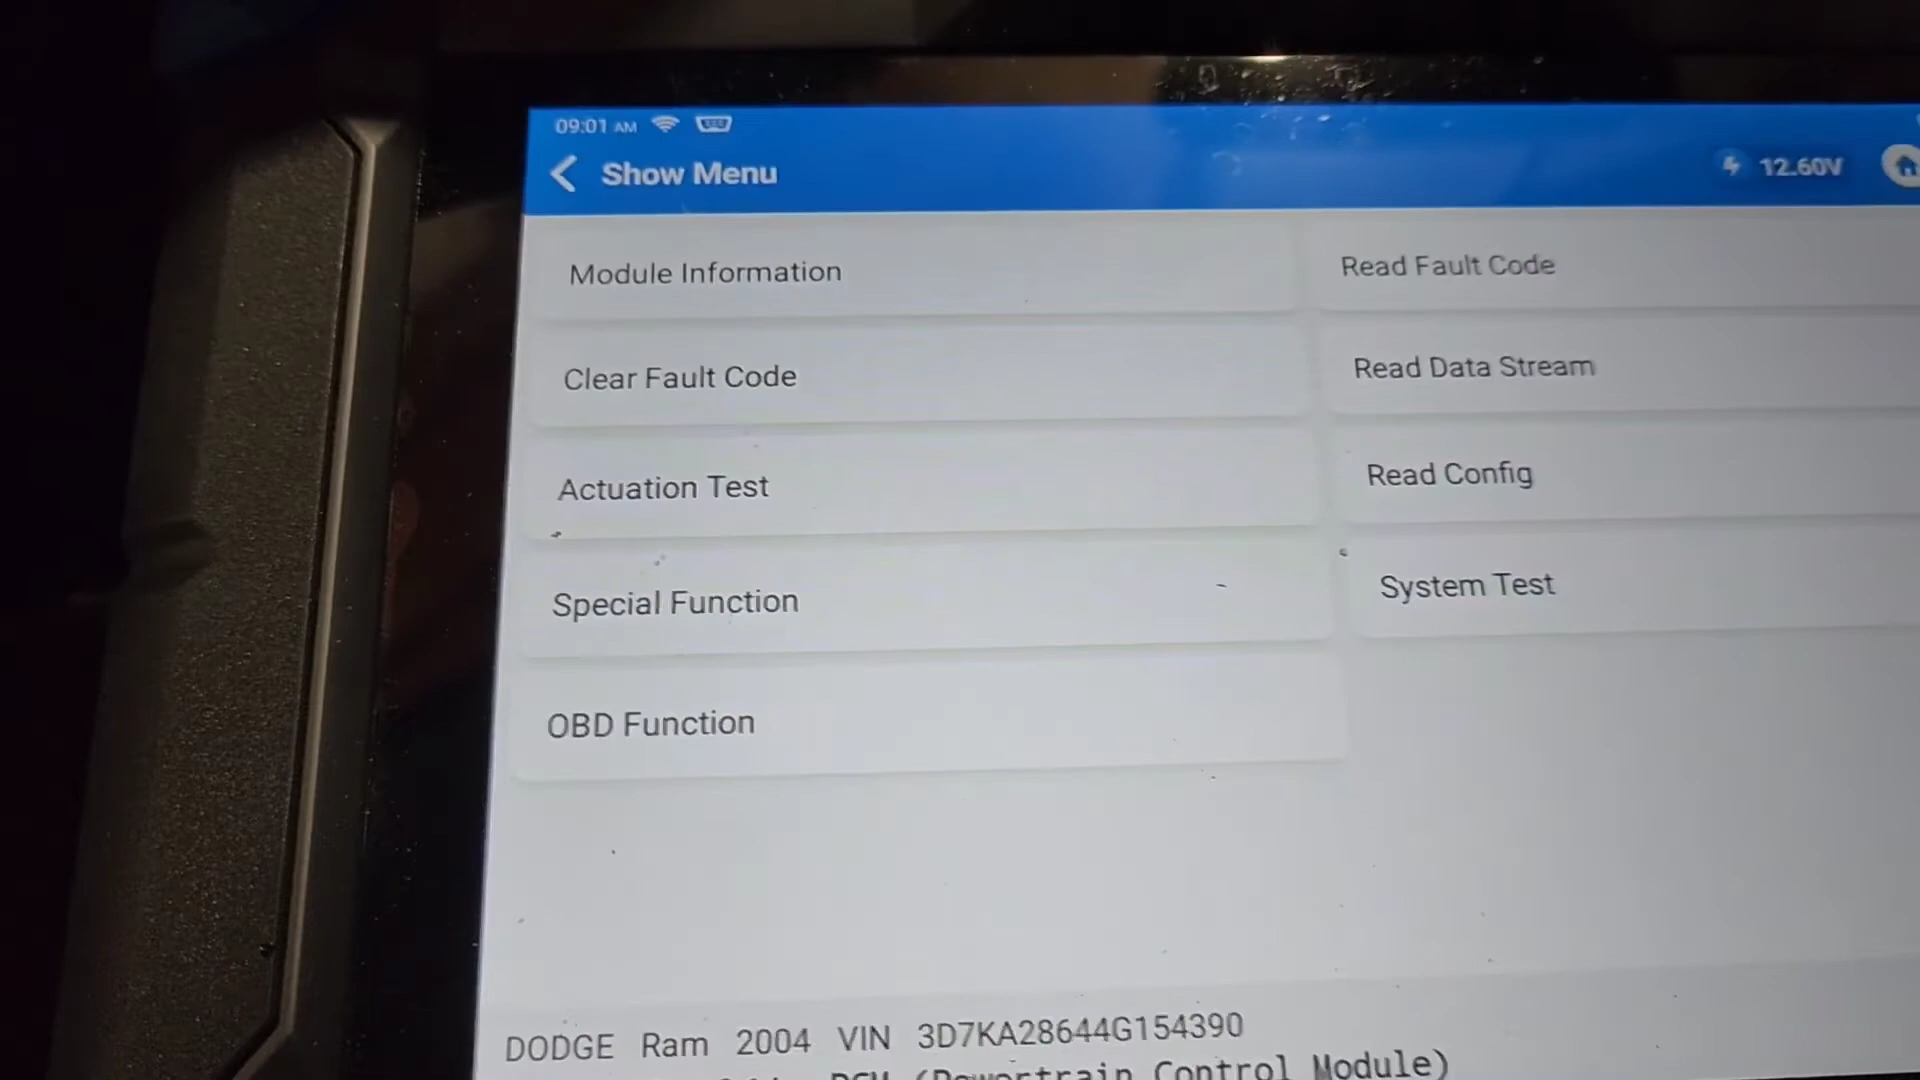 09:01 AM
Show Menu
12.60V
Module Information
Read Fault Code
Clear Fault Code
Read Data Stream
Actuation Test
Read Config
Special Function
System Test
OBD Function
DODGE Ram 2004 VIN 3D7KA28644G154390
PCM (Powertrain Control Module)